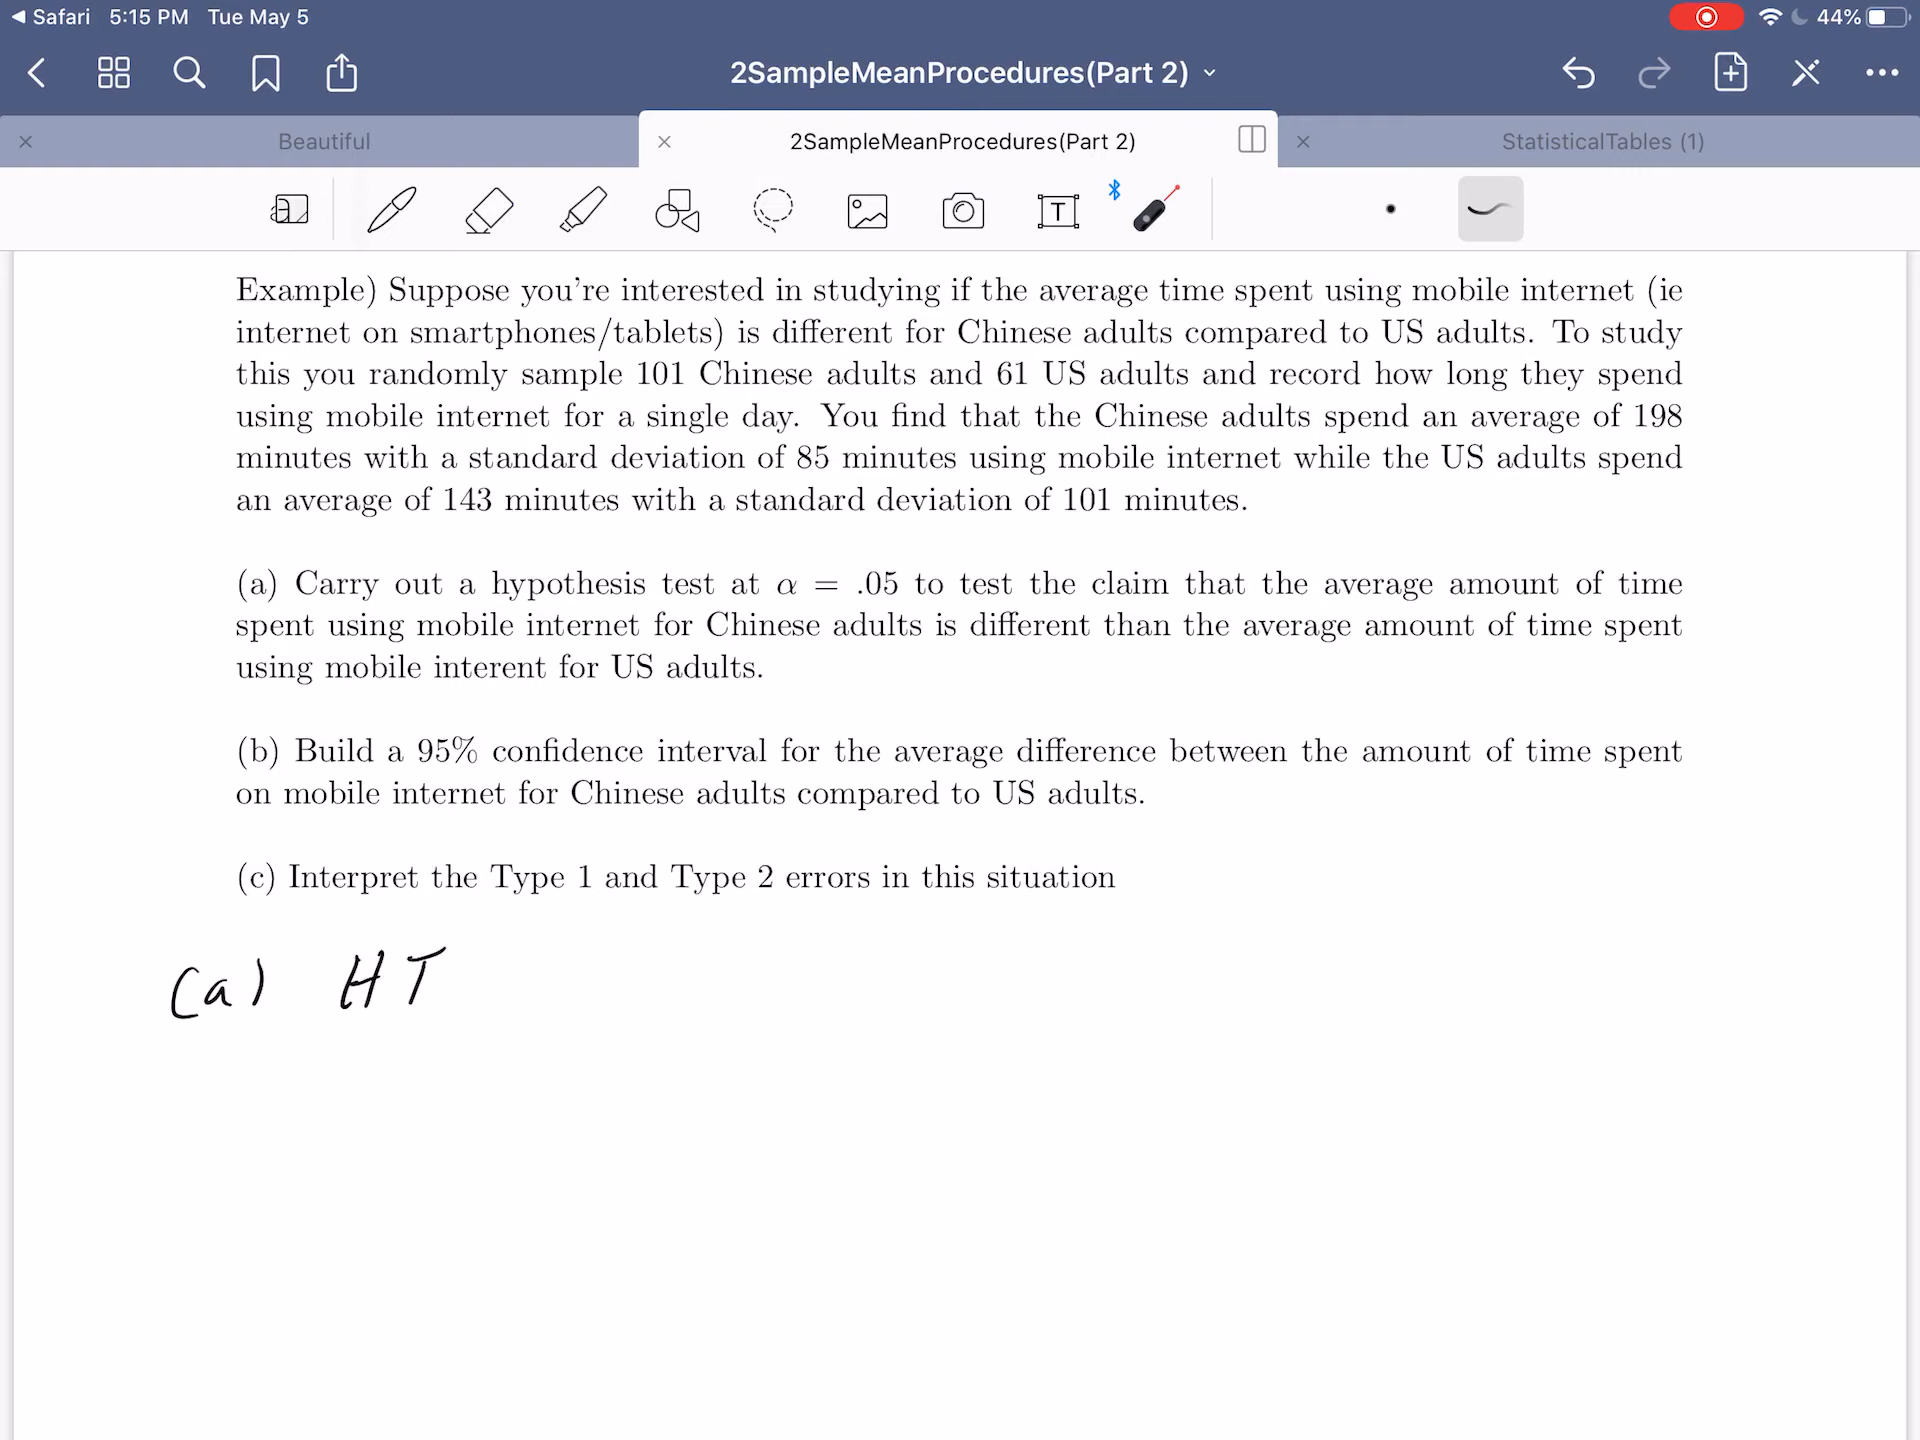 Safari 5:15 PM Tue May 5 44%
2SampleMeanProcedures(Part 2)
Beautiful 2SampleMeanProcedures(Part 2) StatisticalTables (1)
a T
Example) Suppose you're interested in studying if the average time spent using mobile internet (ie
internet on smartphones/tablets) is different for Chinese adults compared to US adults. To study
this you randomly sample 101 Chinese adults and 61 US adults and record how long they spend
using mobile internet for a single day. You find that the Chinese adults spend an average of 198
minutes with a standard deviation of 85 minutes using mobile internet while the US adults spend
an average of 143 minutes with a standard deviation of 101 minutes.
(a) Carry out a hypothesis test at α = .05 to test the claim that the average amount of time
spent using mobile internet for Chinese adults is different than the average amount of time spent
using mobile interent for US adults.
(b) Build a 95% confidence interval for the average difference between the amount of time spent
on mobile internet for Chinese adults compared to US adults.
(c) Interpret the Type 1 and Type 2 errors in this situation
(a) HT